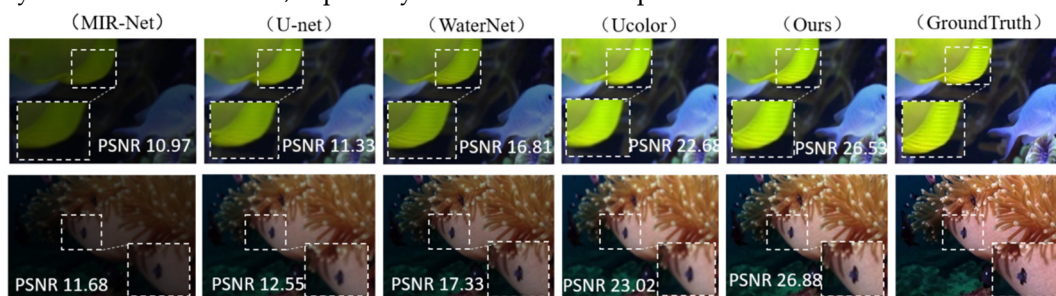 (MIR-Net) (U-net) (WaterNet) (Ucolor) (Ours) (GroundTruth)
PSNR 10.97 PSNR 11.33 PSNR 16.81 PSNR 22.68 PSNR 26.53
PSNR 11.68 PSNR 12.55 PSNR 17.33 PSNR 23.02 PSNR 26.88